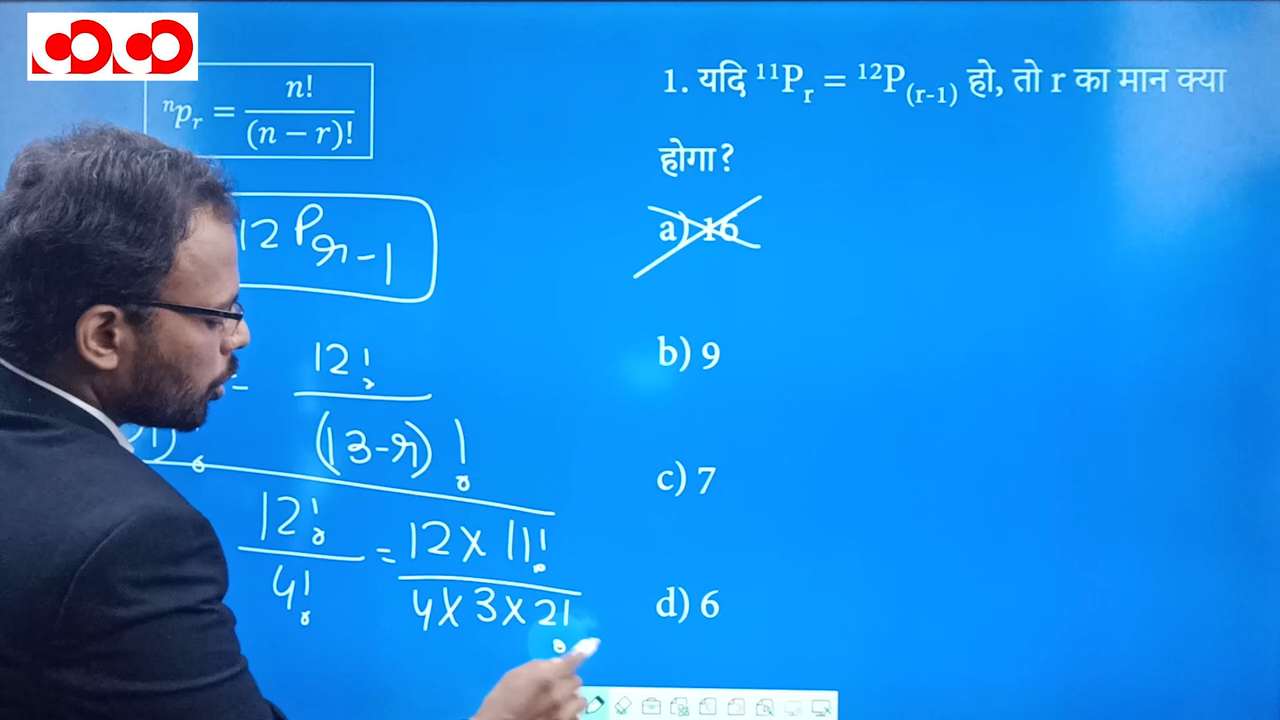 ⁿpᵣ = n! / (n − r)!
12 Pr-1
= 12! / (13-r)!
12! / 4! = 12 x 11! / 4 x 3 x 2!
1. यदि ¹¹Pᵣ = ¹²P₍ᵣ₋₁₎ हो, तो r का मान क्या
होगा?
a) 16
b) 9
c) 7
d) 6